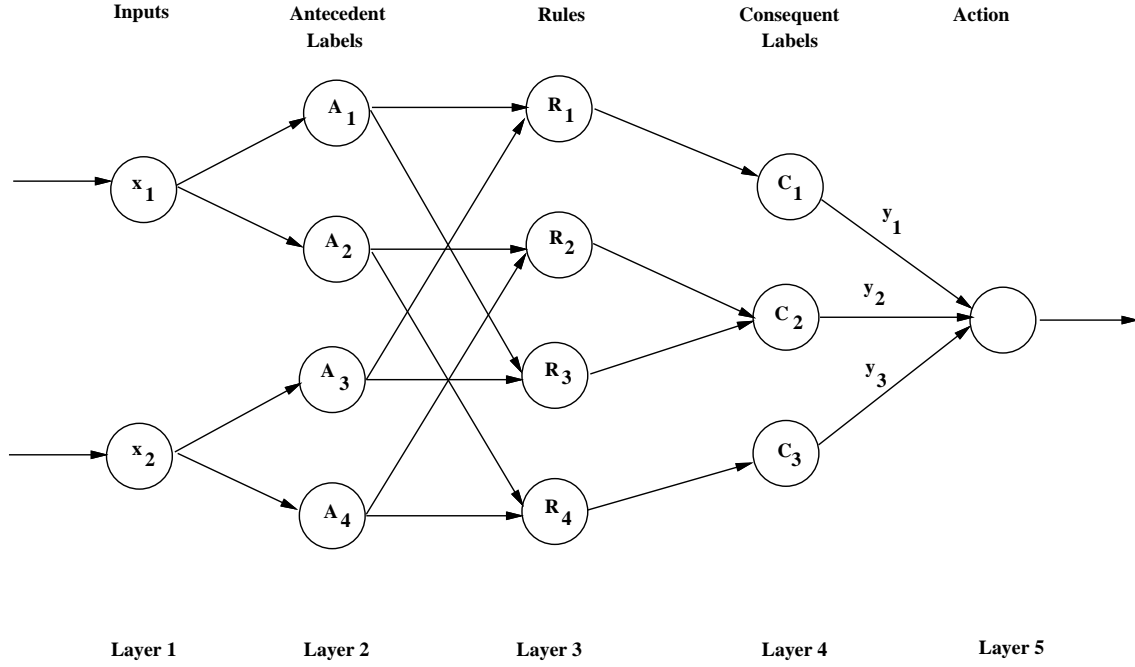 Inputs
Antecedent
Labels
Rules
Consequent
Labels
Action
x1
A1
A2
A3
A4
x2
R1
R2
R3
R4
C1
C2
C3
y1
y2
y3
Layer 1
Layer 2
Layer 3
Layer 4
Layer 5